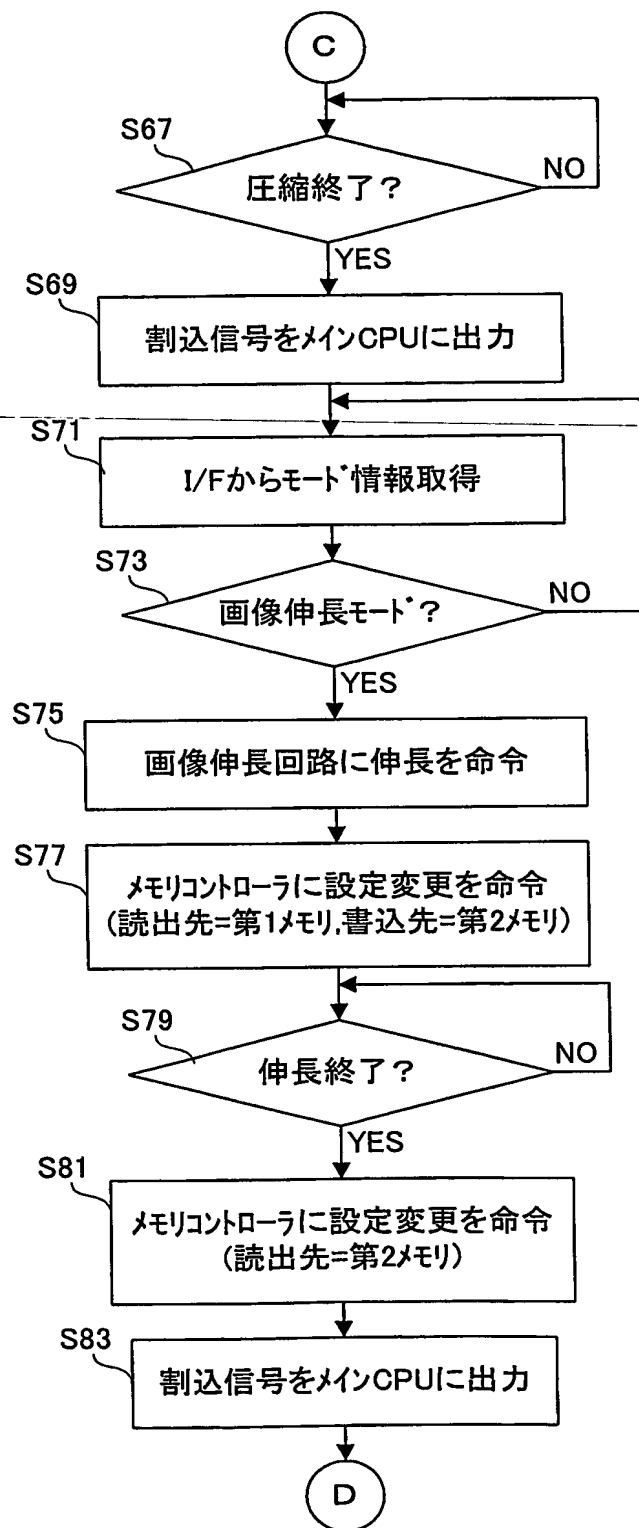 C
S67
圧縮終了?
NO
YES
S69
割込信号をメインCPUに出力
S71
I/Fからモード情報取得
S73
画像伸長モード?
NO
YES
S75
画像伸長回路に伸長を命令
S77
メモリコントローラに設定変更を命令
(読出先=第1メモリ,書込先=第2メモリ)
S79
伸長終了?
NO
YES
S81
メモリコントローラに設定変更を命令
(読出先=第2メモリ)
S83
割込信号をメインCPUに出力
D